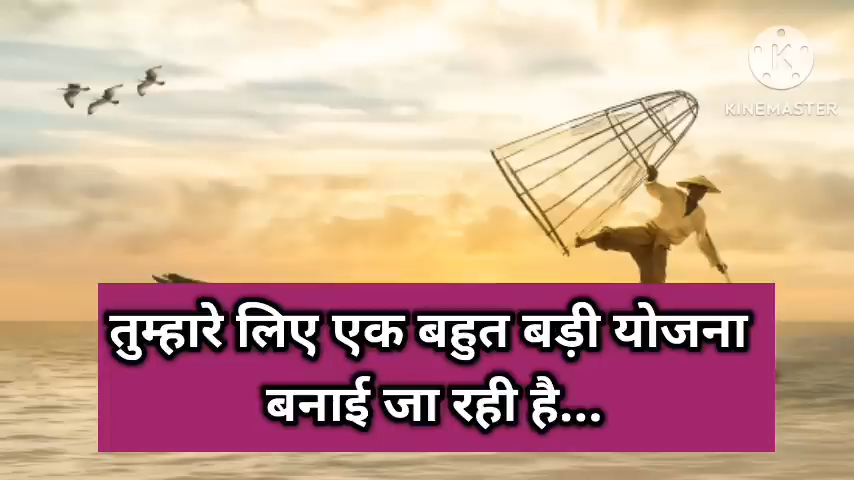 KINEMASTER
तुम्हारे लिए एक बहुत बड़ी योजना
बनाई जा रही है...